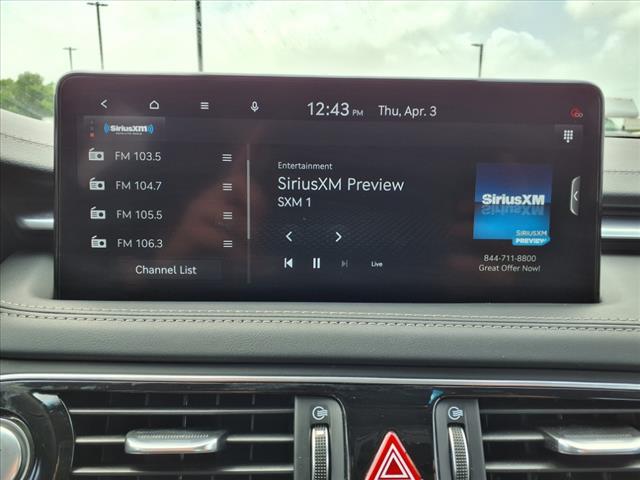 12:43 PM Thu, Apr. 3
SiriusXM
FM 103.5
FM 104.7
FM 105.5
FM 106.3
Channel List
Entertainment
SiriusXM Preview
SXM 1
Live
SiriusXM
SIRIUSXM
PREVIEW
844-711-8800
Great Offer Now!